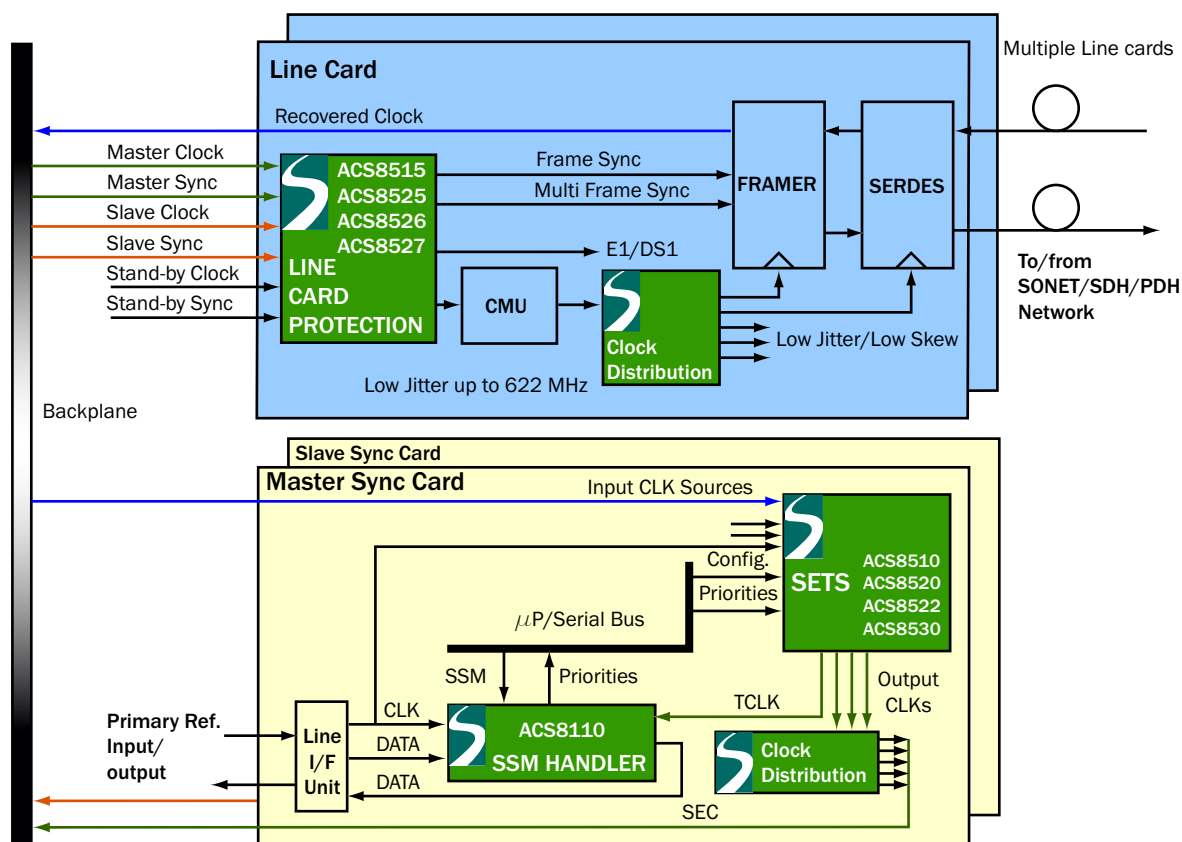 Multiple Line cards
Line Card
Recovered Clock
Master Clock
Master Sync
Slave Clock
Slave Sync
Stand-by Clock
Stand-by Sync
ACS8515
ACS8525
ACS8526
ACS8527
LINE
CARD
PROTECTION
Frame Sync
Multi Frame Sync
E1/DS1
CMU
Clock
Distribution
FRAMER
SERDES
Low Jitter/Low Skew
Low Jitter up to 622 MHz
To/from
SONET/SDH/PDH
Network
Backplane
Slave Sync Card
Master Sync Card
Input CLK Sources
Config.
Priorities
SETS
ACS8510
ACS8520
ACS8522
ACS8530
μP/Serial Bus
SSM
Priorities
TCLK
Output
CLKs
Primary Ref.
Input/
output
Line
I/F
Unit
CLK
DATA
DATA
ACS8110
SSM HANDLER
Clock
Distribution
SEC